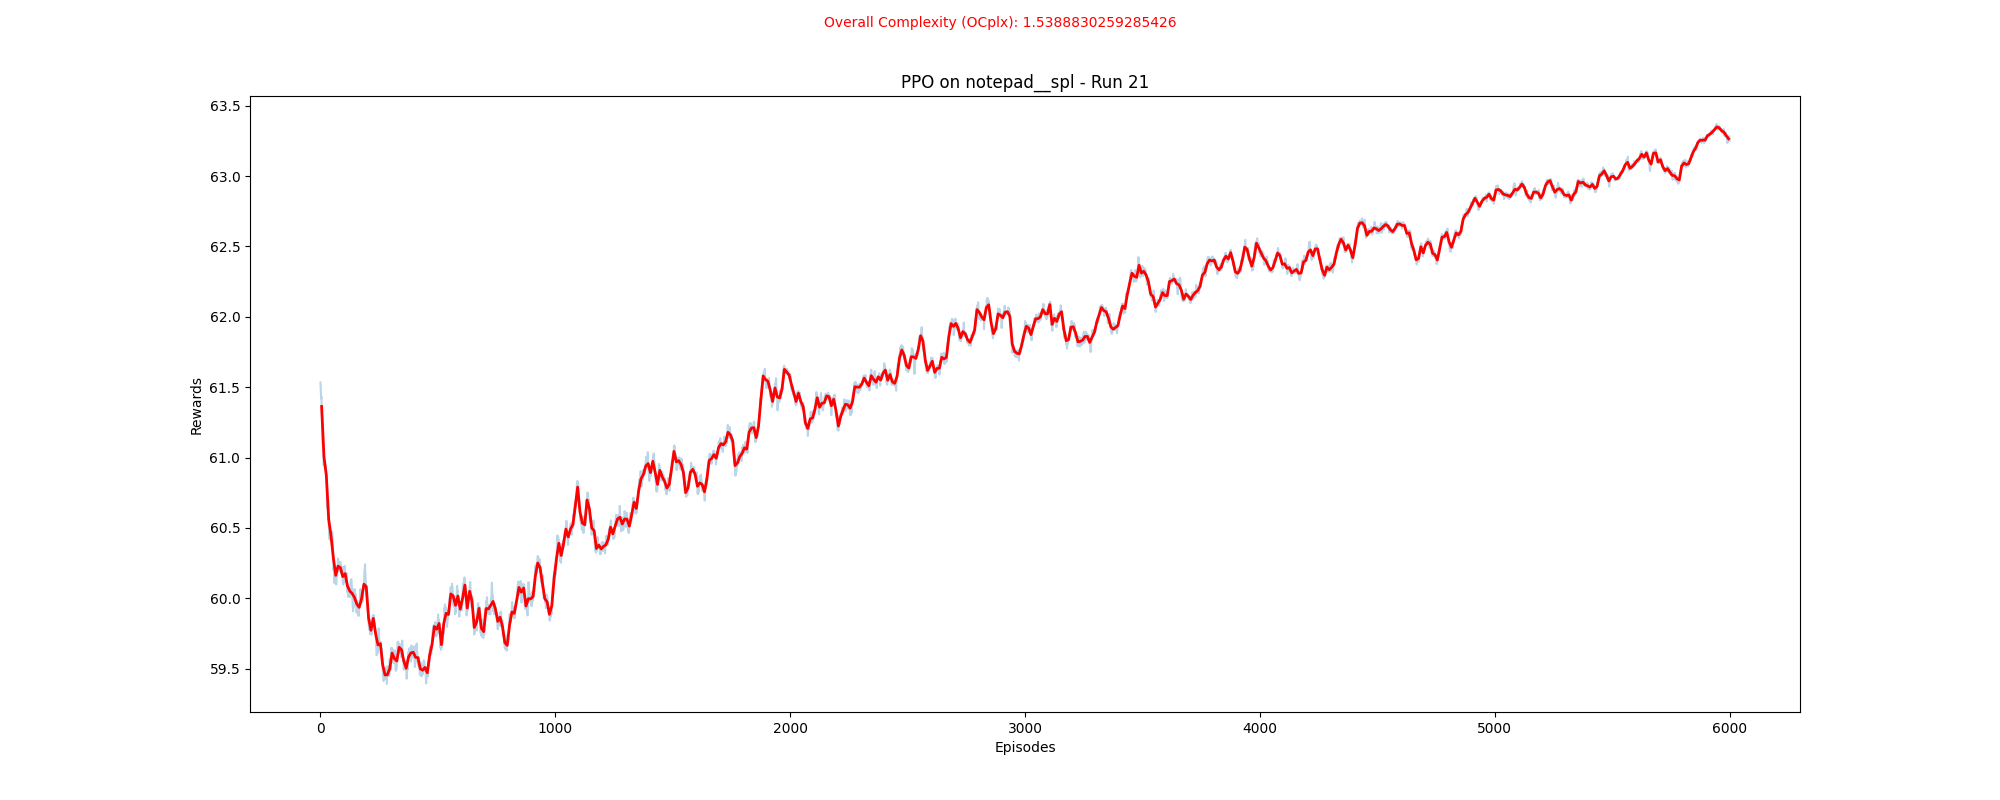 Overall Complexity (OCplx): 1.5388830259285426
PPO on notepad__spl - Run 21
63.5
63.0
62.5
62.0
61.5
61.0
60.5
60.0
59.5
Rewards
0 1000 2000 3000 4000 5000 6000
Episodes